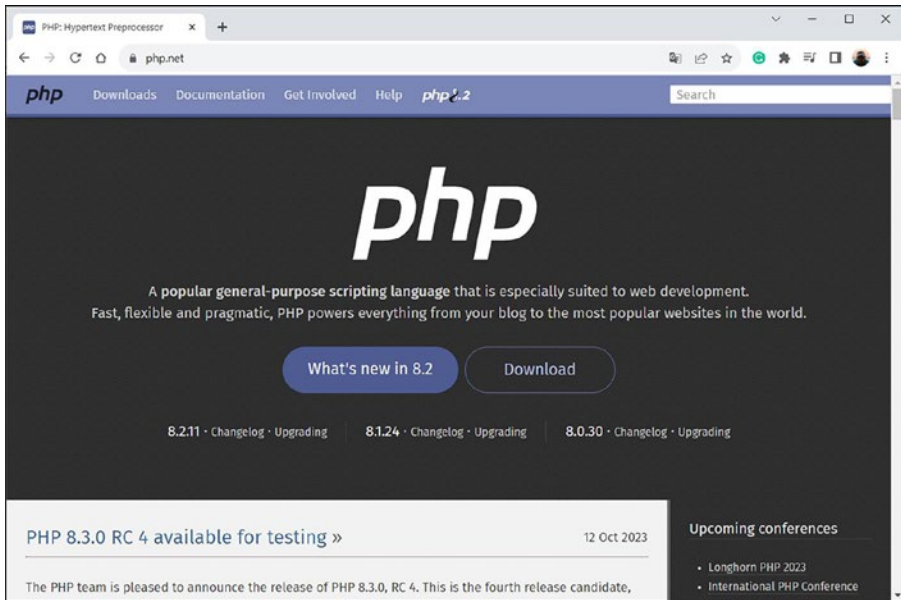 php PHP: Hypertext Preprocessor
php.net
php Downloads Documentation Get Involved Help php8.2 Search
php
A popular general-purpose scripting language that is especially suited to web development.
Fast, flexible and pragmatic, PHP powers everything from your blog to the most popular websites in the world.
What's new in 8.2 Download
8.2.11 · Changelog · Upgrading 8.1.24 · Changelog · Upgrading 8.0.30 · Changelog · Upgrading
PHP 8.3.0 RC 4 available for testing » 12 Oct 2023
The PHP team is pleased to announce the release of PHP 8.3.0, RC 4. This is the fourth release candidate,
Upcoming conferences
• Longhorn PHP 2023
• International PHP Conference